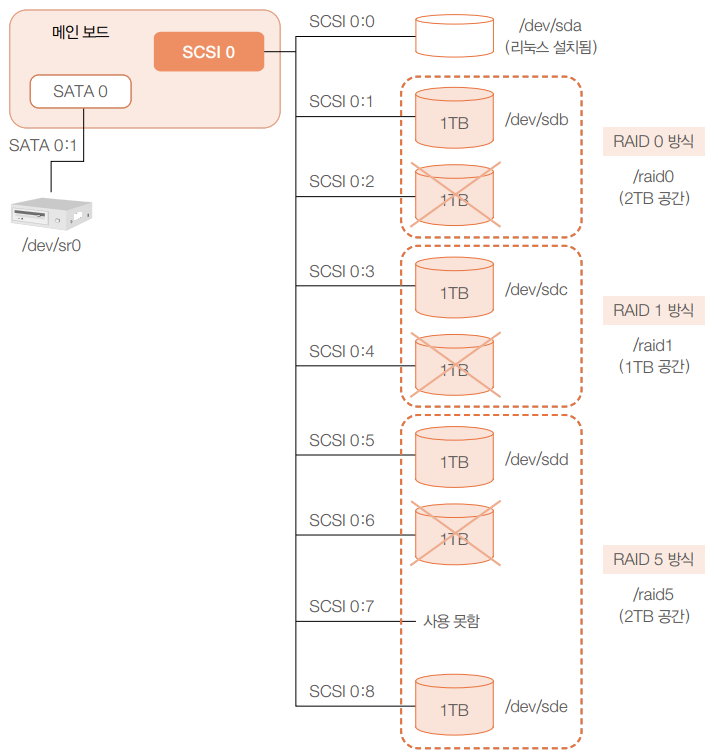 메인 보드
SCSI 0
SATA 0
SATA 0:1
/dev/sr0
SCSI 0:0
/dev/sda
(리눅스 설치됨)
SCSI 0:1
1TB
/dev/sdb
SCSI 0:2
1TB
RAID 0 방식
/raid0
(2TB 공간)
SCSI 0:3
1TB
/dev/sdc
SCSI 0:4
1TB
RAID 1 방식
/raid1
(1TB 공간)
SCSI 0:5
1TB
/dev/sdd
SCSI 0:6
1TB
SCSI 0:7
사용 못함
SCSI 0:8
1TB
/dev/sde
RAID 5 방식
/raid5
(2TB 공간)